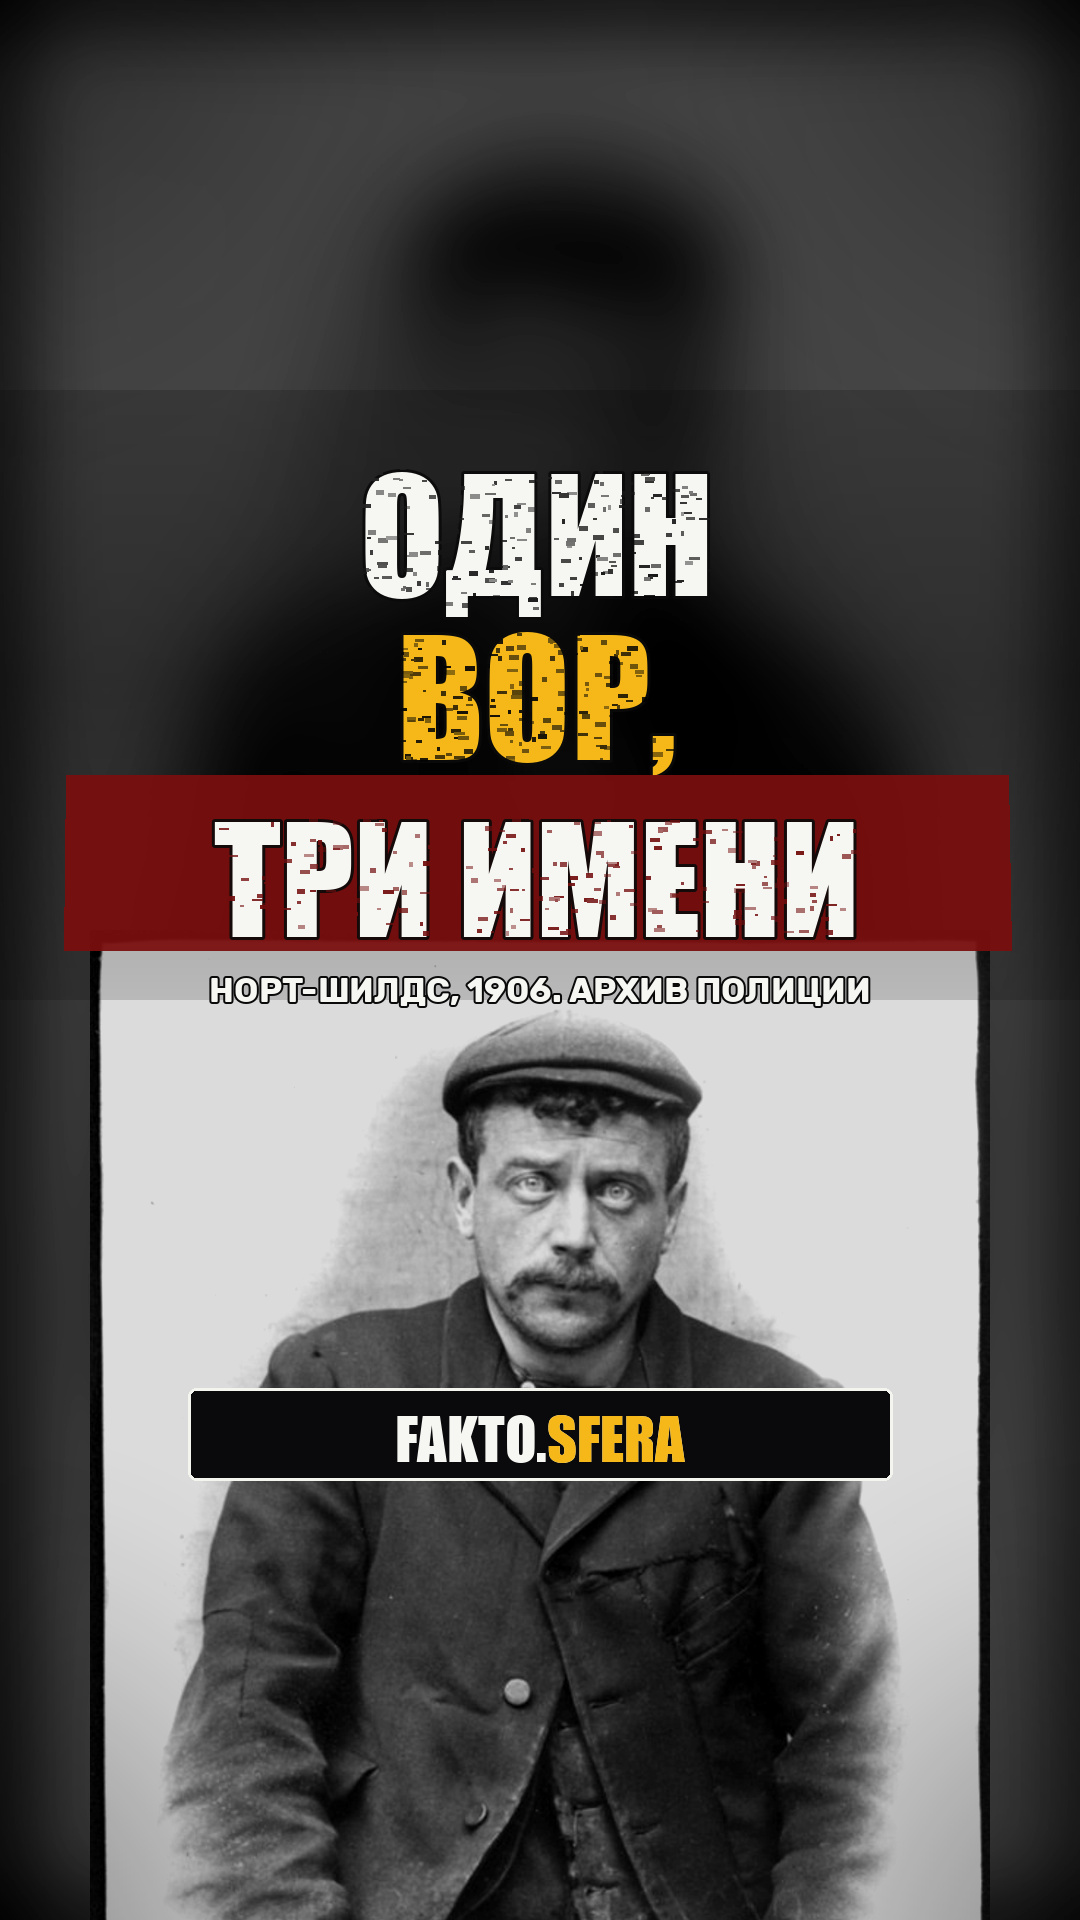 ОДИН
ВОР,
ТРИ ИМЕНИ
НОРТ-ШИЛДС, 1906. АРХИВ ПОЛИЦИИ
FAKTO.SFERA